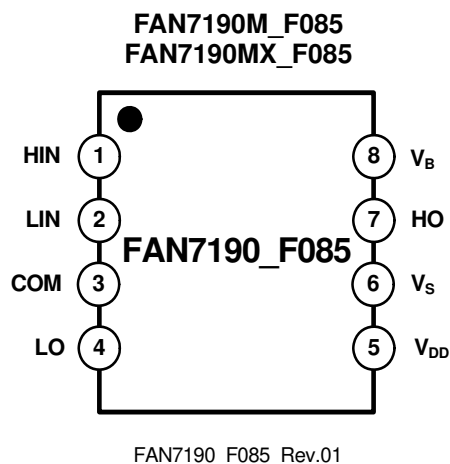 FAN7190M_F085
FAN7190MX_F085
HIN 1 8 VB
LIN 2 7 HO
FAN7190_F085
COM 3 6 VS
LO 4 5 VDD
FAN7190 F085 Rev.01